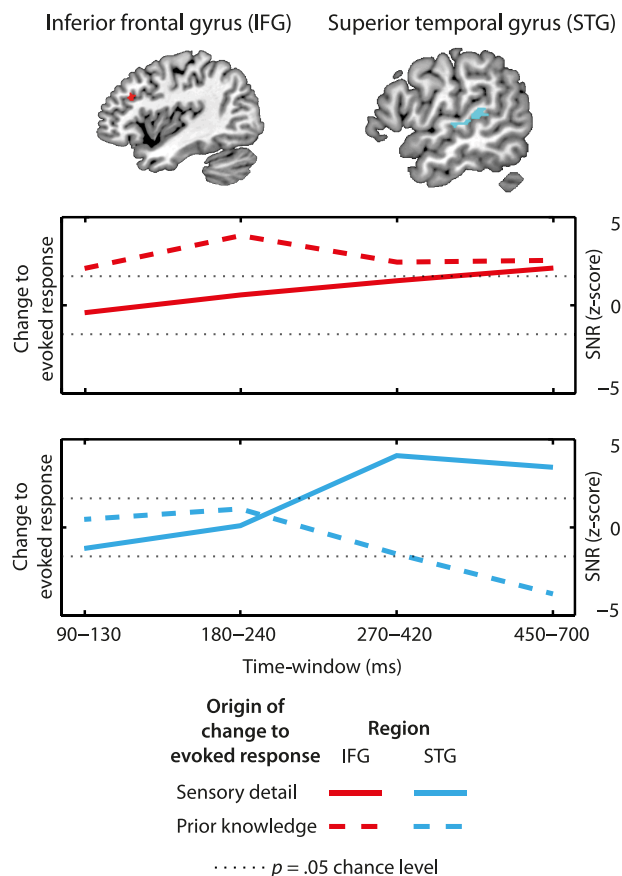 Inferior frontal gyrus (IFG) Superior temporal gyrus (STG)
Change to
evoked response
5
0
−5
SNR (z-score)
Change to
evoked response
5
0
−5
SNR (z-score)
90–130 180–240 270–420 450–700
Time-window (ms)
Origin of
change to
evoked response
Region
IFG STG
Sensory detail
Prior knowledge
p = .05 chance level